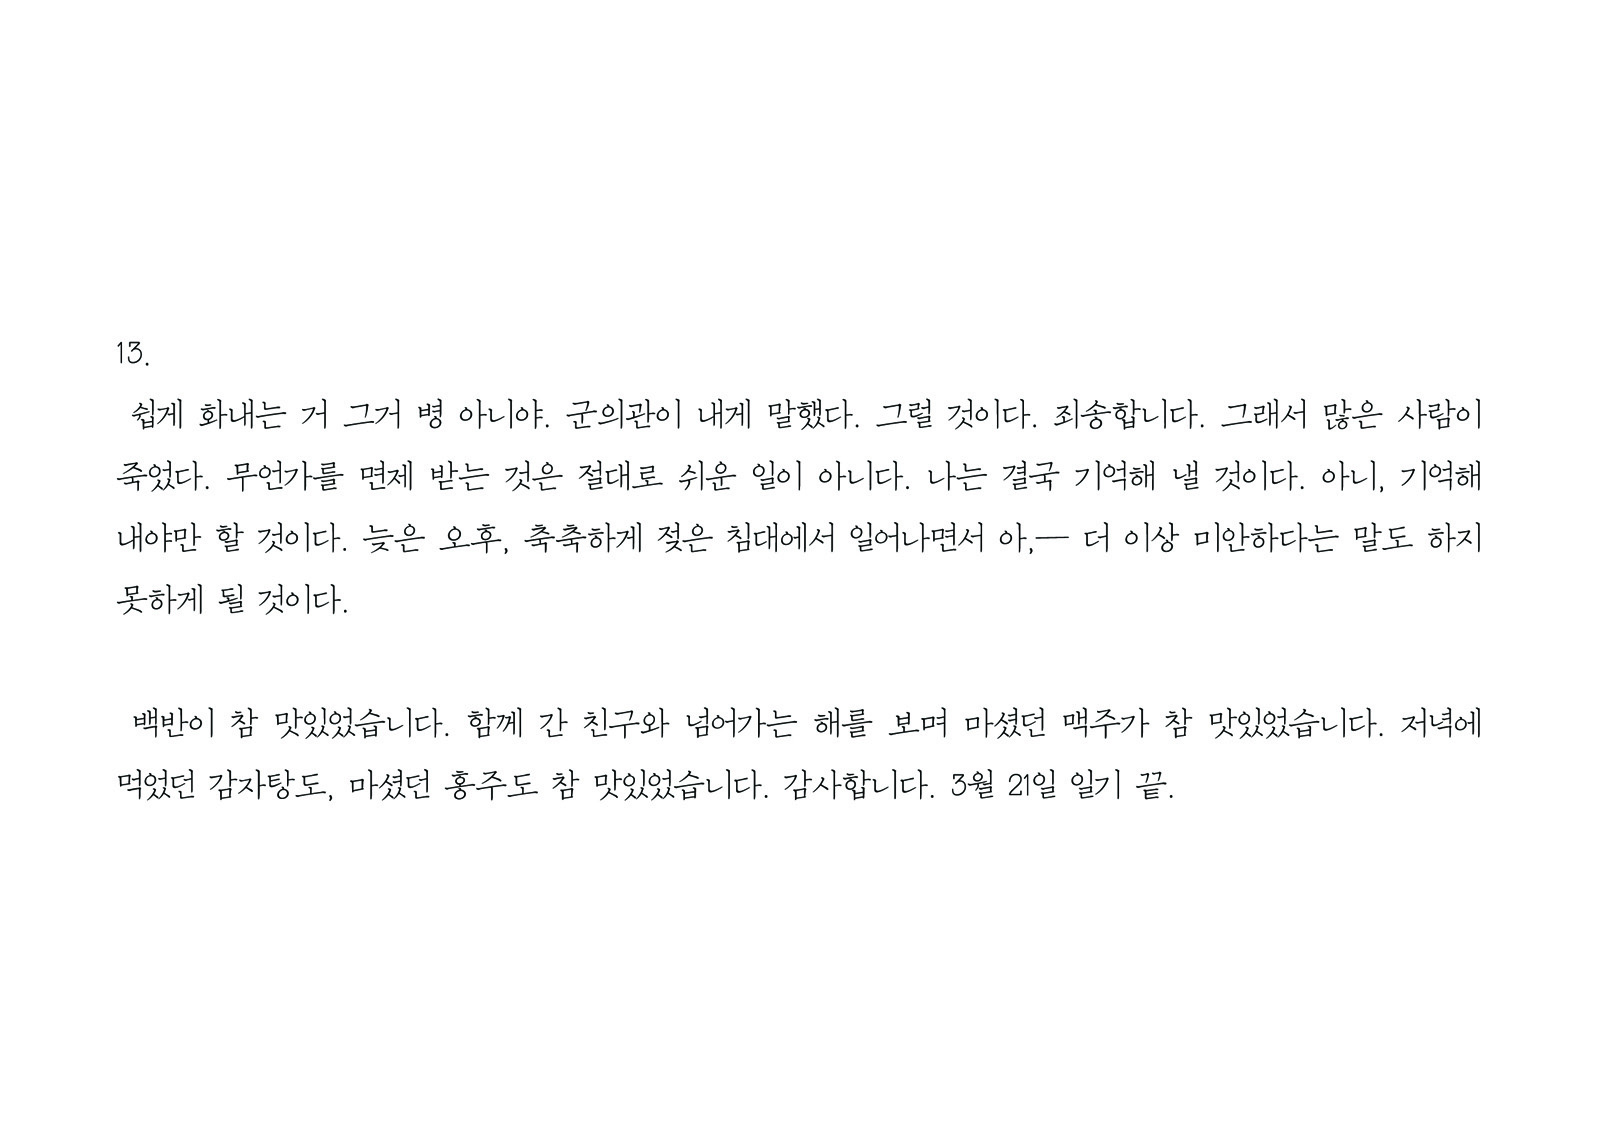 13.
쉽게 화내는 거 그거 병 아니야. 군의관이 내게 말했다. 그럴 것이다. 죄송합니다. 그래서 많은 사람이
죽었다. 무언가를 면제 받는 것은 절대로 쉬운 일이 아니다. 나는 결국 기억해 낼 것이다. 아니, 기억해
내야만 할 것이다. 늦은 오후, 축축하게 젖은 침대에서 일어나면서 아,— 더 이상 미안하다는 말도 하지
못하게 될 것이다.
백반이 참 맛있었습니다. 함께 간 친구와 넘어가는 해를 보며 마셨던 맥주가 참 맛있었습니다. 저녁에
먹었던 감자탕도, 마셨던 홍주도 참 맛있었습니다. 감사합니다. 3월 21일 일기 끝.